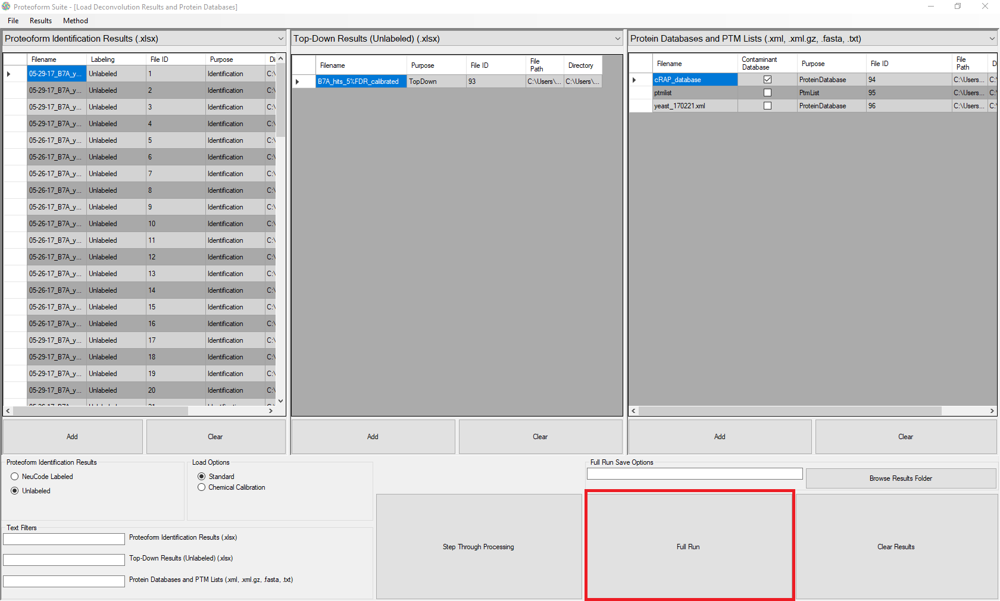 Proteoform Suite - [Load Deconvolution Results and Protein Databases]
File Results Method
Proteoform Identification Results (.xlsx)
Filename Labeling File ID Purpose Di
05-29-17_B7A_y... Unlabeled 1 Identification C:\
05-29-17_B7A_y... Unlabeled 2 Identification C:\
05-29-17_B7A_y... Unlabeled 3 Identification C:\
05-29-17_B7A_y... Unlabeled 4 Identification C:\
05-26-17_B7A_y... Unlabeled 5 Identification C:\
05-26-17_B7A_y... Unlabeled 6 Identification C:\
05-26-17_B7A_y... Unlabeled 7 Identification C:\
05-26-17_B7A_y... Unlabeled 8 Identification C:\
05-26-17_B7A_y... Unlabeled 9 Identification C:\
05-26-17_B7A_y... Unlabeled 10 Identification C:\
05-26-17_B7A_y... Unlabeled 11 Identification C:\
05-26-17_B7A_y... Unlabeled 12 Identification C:\
05-26-17_B7A_y... Unlabeled 13 Identification C:\
05-26-17_B7A_y... Unlabeled 14 Identification C:\
05-26-17_B7A_y... Unlabeled 15 Identification C:\
05-26-17_B7A_y... Unlabeled 16 Identification C:\
05-29-17_B7A_y... Unlabeled 17 Identification C:\
05-29-17_B7A_y... Unlabeled 18 Identification C:\
05-29-17_B7A_y... Unlabeled 19 Identification C:\
05-29-17_B7A_y... Unlabeled 20 Identification C:\
Add Clear
Top-Down Results (Unlabeled) (.xlsx)
Filename Purpose File ID File Path Directory
B7A_hits_5%FDR_calibrated TopDown 93 C:\Users\... C:\Users\...
Add Clear
Protein Databases and PTM Lists (.xml, .xml.gz, .fasta, .txt)
Filename Contaminant Database Purpose File ID File Path D
cRAP_database ProteinDatabase 94 C:\Users... C:\
ptmlist PtmList 95 C:\Users... C:\
yeast_170221.xml ProteinDatabase 96 C:\Users... C:\
Add Clear
Proteoform Identification Results
NeuCode Labeled
Unlabeled
Load Options
Standard
Chemical Calibration
Text Filters
Proteoform Identification Results (.xlsx)
Top-Down Results (Unlabeled) (.xlsx)
Protein Databases and PTM Lists (.xml, .xml.gz, .fasta, .txt)
Step Through Processing
Full Run Save Options
Browse Results Folder
Full Run
Clear Results